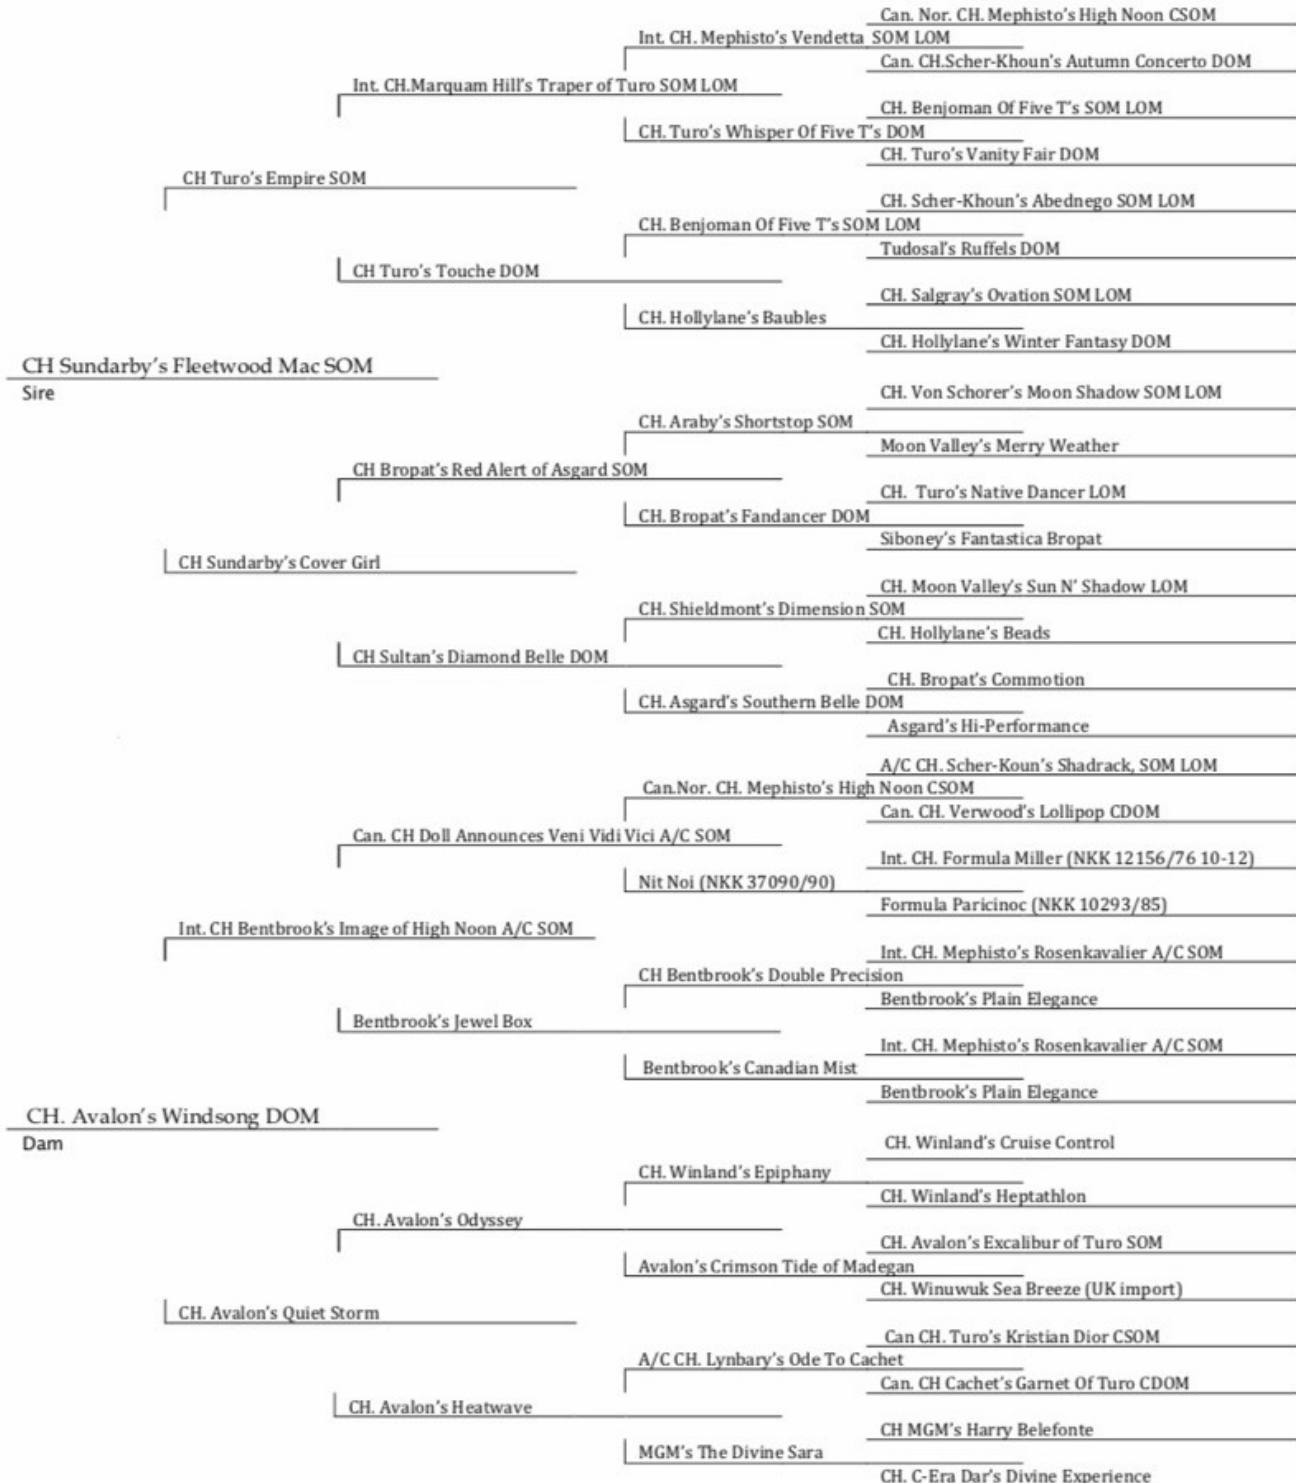 Can. Nor. CH. Mephisto's High Noon CSOM
Int. CH. Mephisto's Vendetta SOM LOM
Can. CH.Scher-Khoun's Autumn Concerto DOM
Int. CH.Marquam Hill's Traper of Turo SOM LOM
CH. Benjoman Of Five T's SOM LOM
CH. Turo's Whisper Of Five T's DOM
CH. Turo's Vanity Fair DOM
CH Turo's Empire SOM
CH. Scher-Khoun's Abednego SOM LOM
CH. Benjoman Of Five T's SOM LOM
Tudosal's Ruffels DOM
CH Turo's Touche DOM
CH. Salgray's Ovation SOM LOM
CH. Hollylane's Baubles
CH. Hollylane's Winter Fantasy DOM
CH Sundarby's Fleetwood Mac SOM
Sire
CH. Von Schorer's Moon Shadow SOM LOM
CH. Araby's Shortstop SOM
Moon Valley's Merry Weather
CH Bropat's Red Alert of Asgard SOM
CH. Turo's Native Dancer LOM
CH. Bropat's Fandancer DOM
Siboney's Fantastica Bropat
CH Sundarby's Cover Girl
CH. Moon Valley's Sun N' Shadow LOM
CH. Shieldmont's Dimension SOM
CH. Hollylane's Beads
CH Sultan's Diamond Belle DOM
CH. Bropat's Commotion
CH. Asgard's Southern Belle DOM
Asgard's Hi-Performance
A/C CH. Scher-Koun's Shadrack, SOM LOM
Can.Nor. CH. Mephisto's High Noon CSOM
Can. CH. Verwood's Lollipop CDOM
Can. CH Doll Announces Veni Vidi Vici A/C SOM
Int. CH. Formula Miller (NKK 12156/76 10-12)
Nit Noi (NKK 37090/90)
Formula Paricinoc (NKK 10293/85)
Int. CH Bentbrook's Image of High Noon A/C SOM
Int. CH. Mephisto's Rosenkavalier A/C SOM
CH Bentbrook's Double Precision
Bentbrook's Plain Elegance
Bentbrook's Jewel Box
Int. CH. Mephisto's Rosenkavalier A/C SOM
Bentbrook's Canadian Mist
Bentbrook's Plain Elegance
CH. Avalon's Windsong DOM
Dam
CH. Winland's Cruise Control
CH. Winland's Epiphany
CH. Winland's Heptathlon
CH. Avalon's Odyssey
CH. Avalon's Excalibur of Turo SOM
Avalon's Crimson Tide of Madegan
CH. Winuwuk Sea Breeze (UK import)
CH. Avalon's Quiet Storm
Can CH. Turo's Kristian Dior CSOM
A/C CH. Lynbary's Ode To Cachet
Can. CH Cachet's Garnet Of Turo CDOM
CH. Avalon's Heatwave
CH MGM's Harry Belefonte
MGM's The Divine Sara
CH. C-Era Dar's Divine Experience